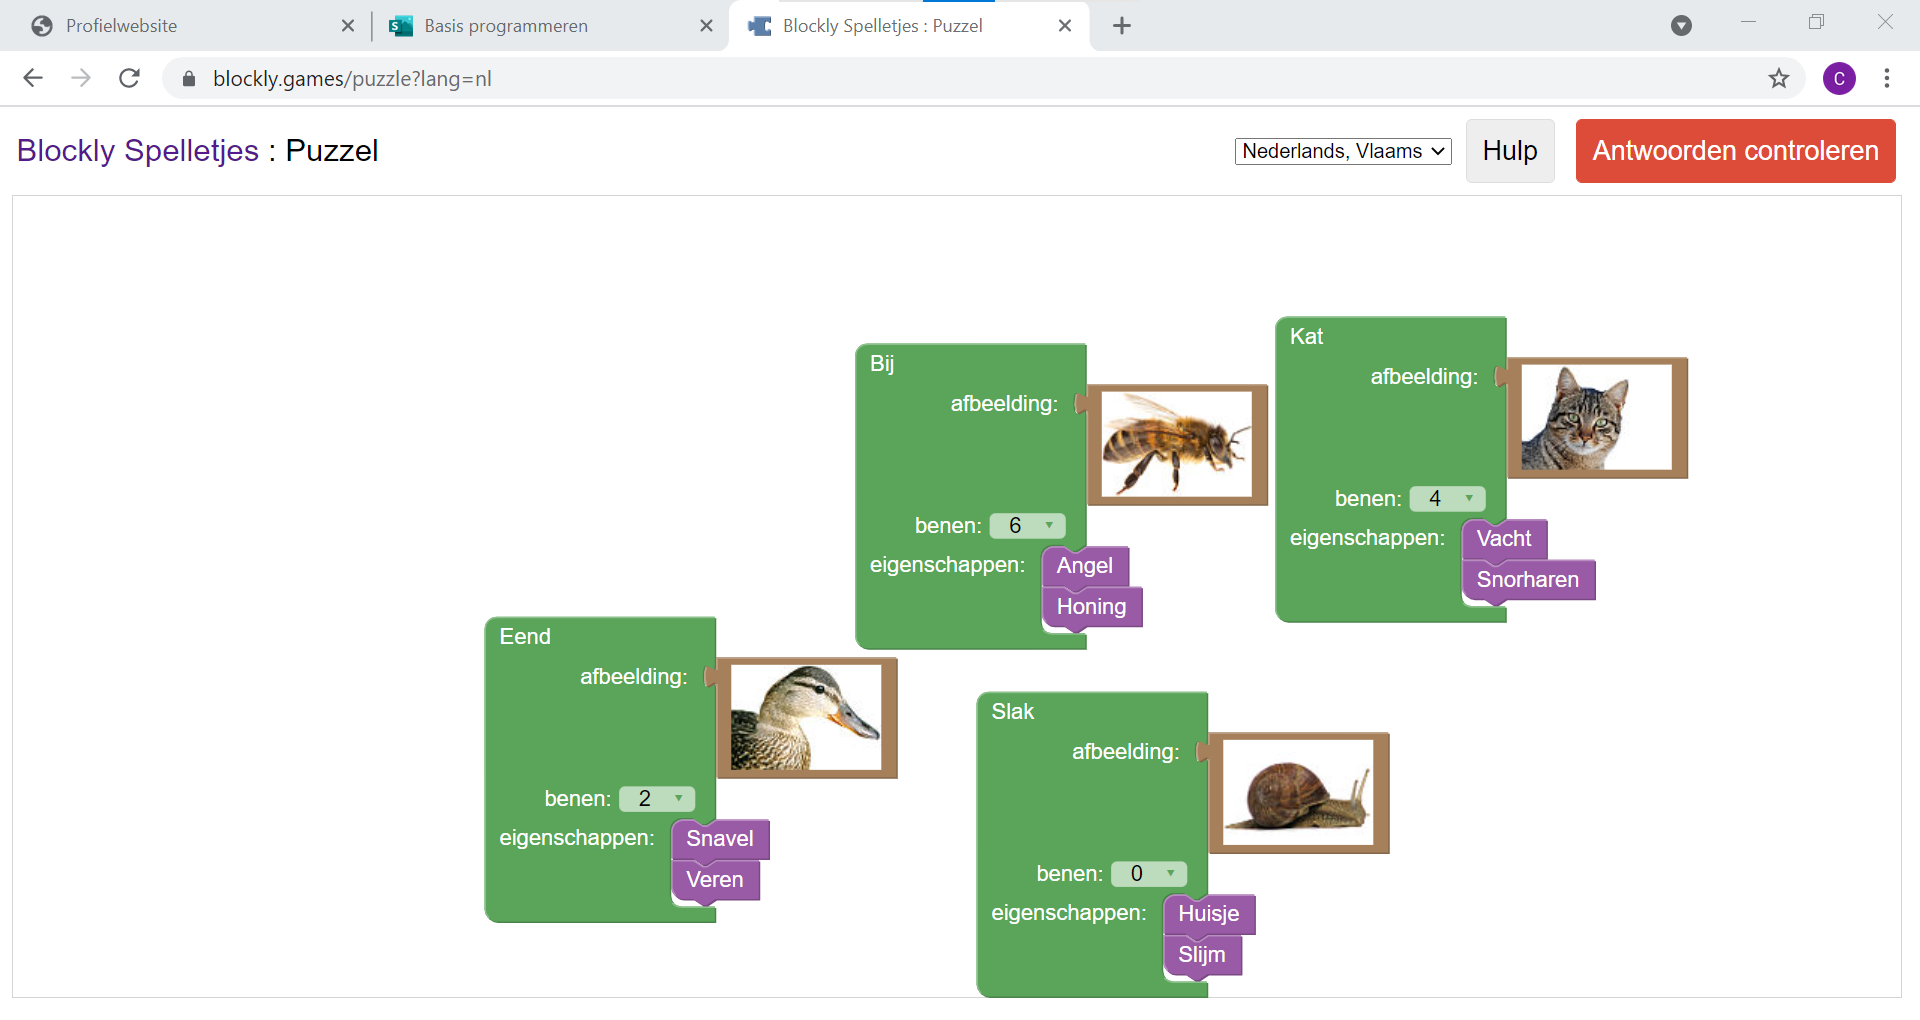 Profielwebsite
Basis programmeren
Blockly Spelletjes : Puzzel
blockly.games/puzzle?lang=nl
C
Blockly Spelletjes : Puzzel
Nederlands, Vlaams
Hulp
Antwoorden controleren
Bij
afbeelding:
benen: 6
eigenschappen:
Angel
Honing
Kat
afbeelding:
benen: 4
eigenschappen:
Vacht
Snorharen
Eend
afbeelding:
benen: 2
eigenschappen:
Snavel
Veren
Slak
afbeelding:
benen: 0
eigenschappen:
Huisje
Slijm